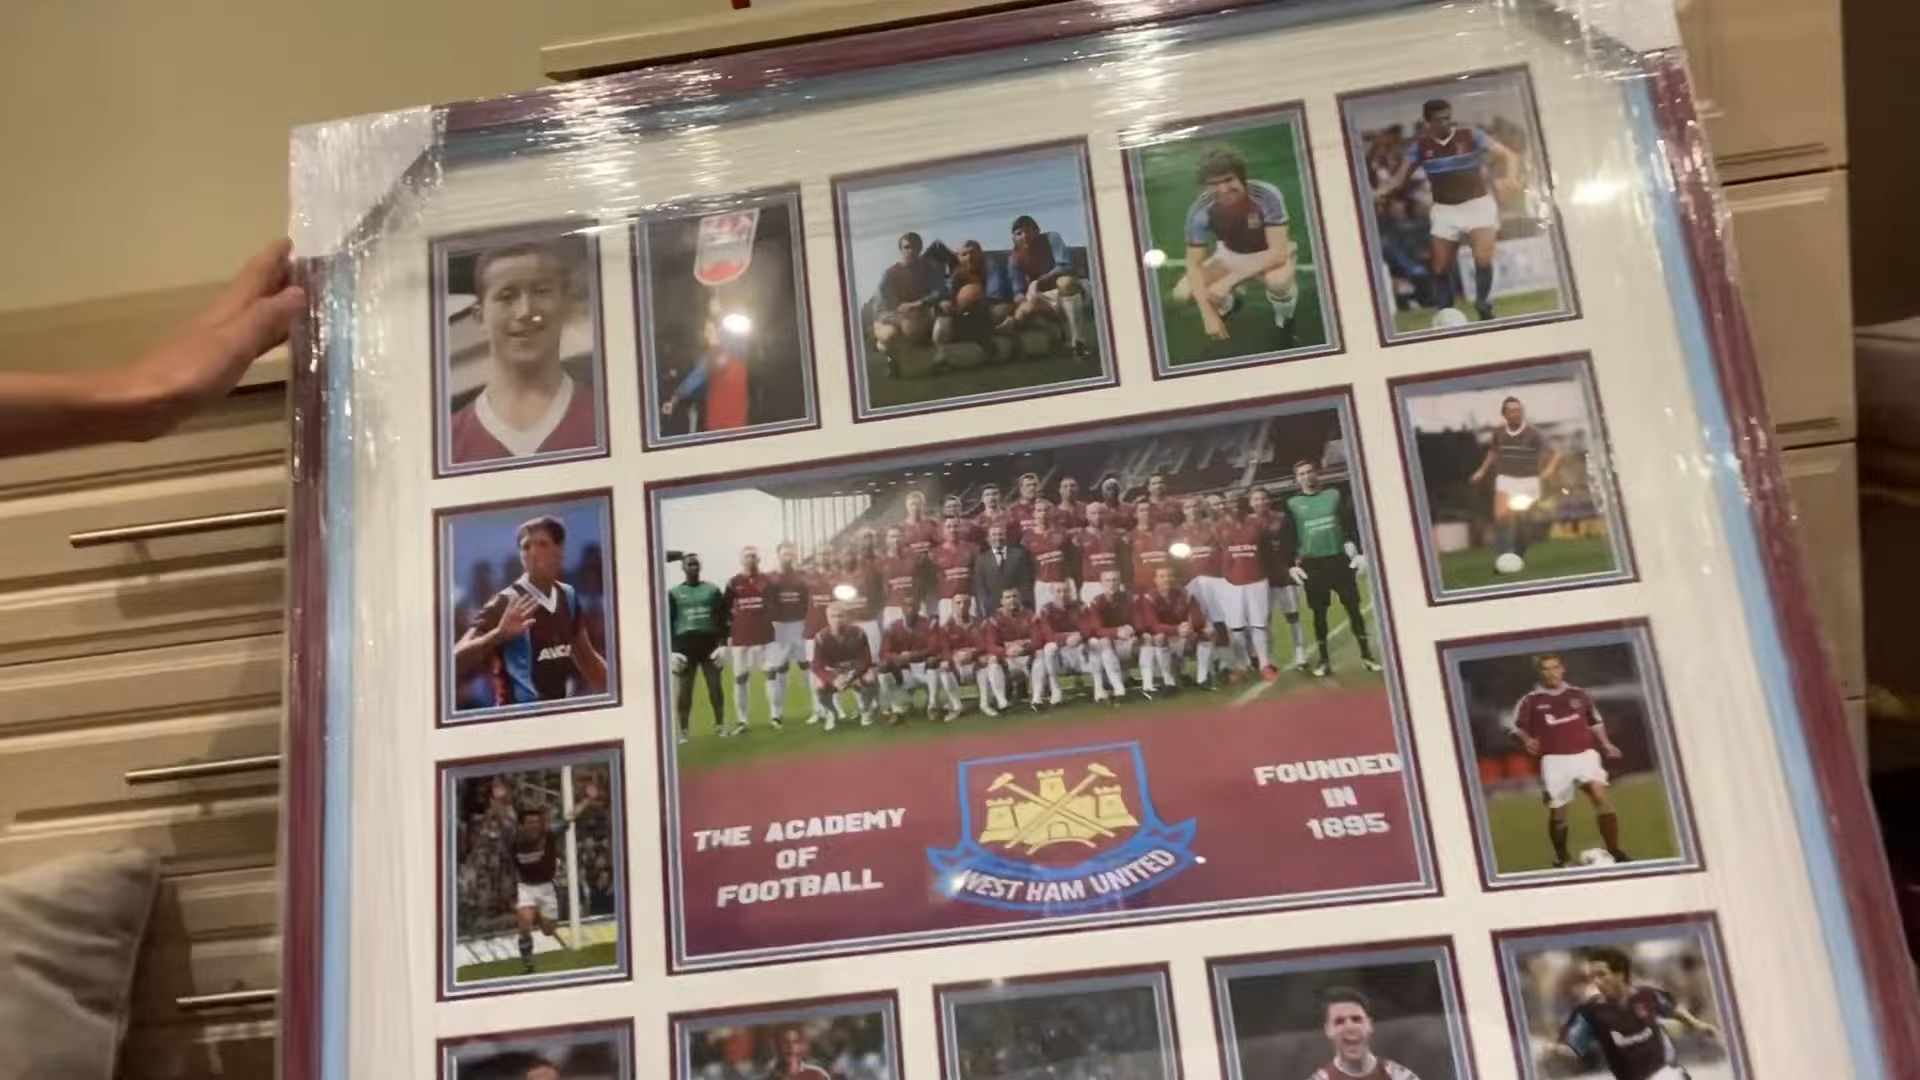 AVCO
THE ACADEMY
OF
FOOTBALL
WEST HAM UNITED
FOUNDED
IN
1895